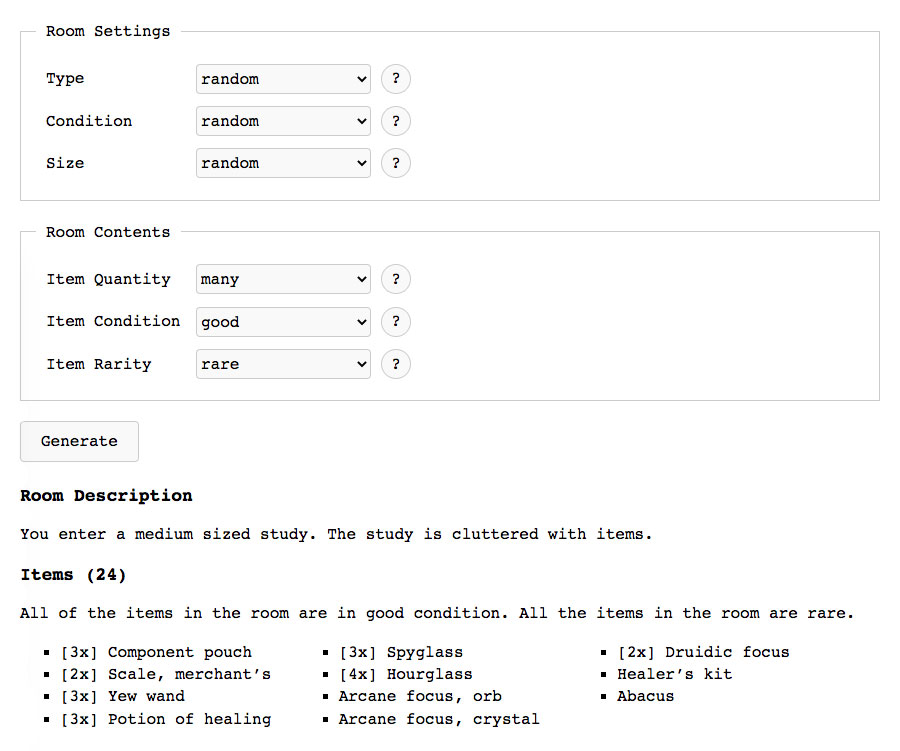 Room Settings
Type random ?
Condition random ?
Size random ?
Room Contents
Item Quantity many ?
Item Condition good ?
Item Rarity rare ?
Generate
Room Description
You enter a medium sized study. The study is cluttered with items.
Items (24)
All of the items in the room are in good condition. All the items in the room are rare.
▪ [3x] Component pouch
▪ [2x] Scale, merchant’s
▪ [3x] Yew wand
▪ [3x] Potion of healing
▪ [3x] Spyglass
▪ [4x] Hourglass
▪ Arcane focus, orb
▪ Arcane focus, crystal
▪ [2x] Druidic focus
▪ Healer’s kit
▪ Abacus